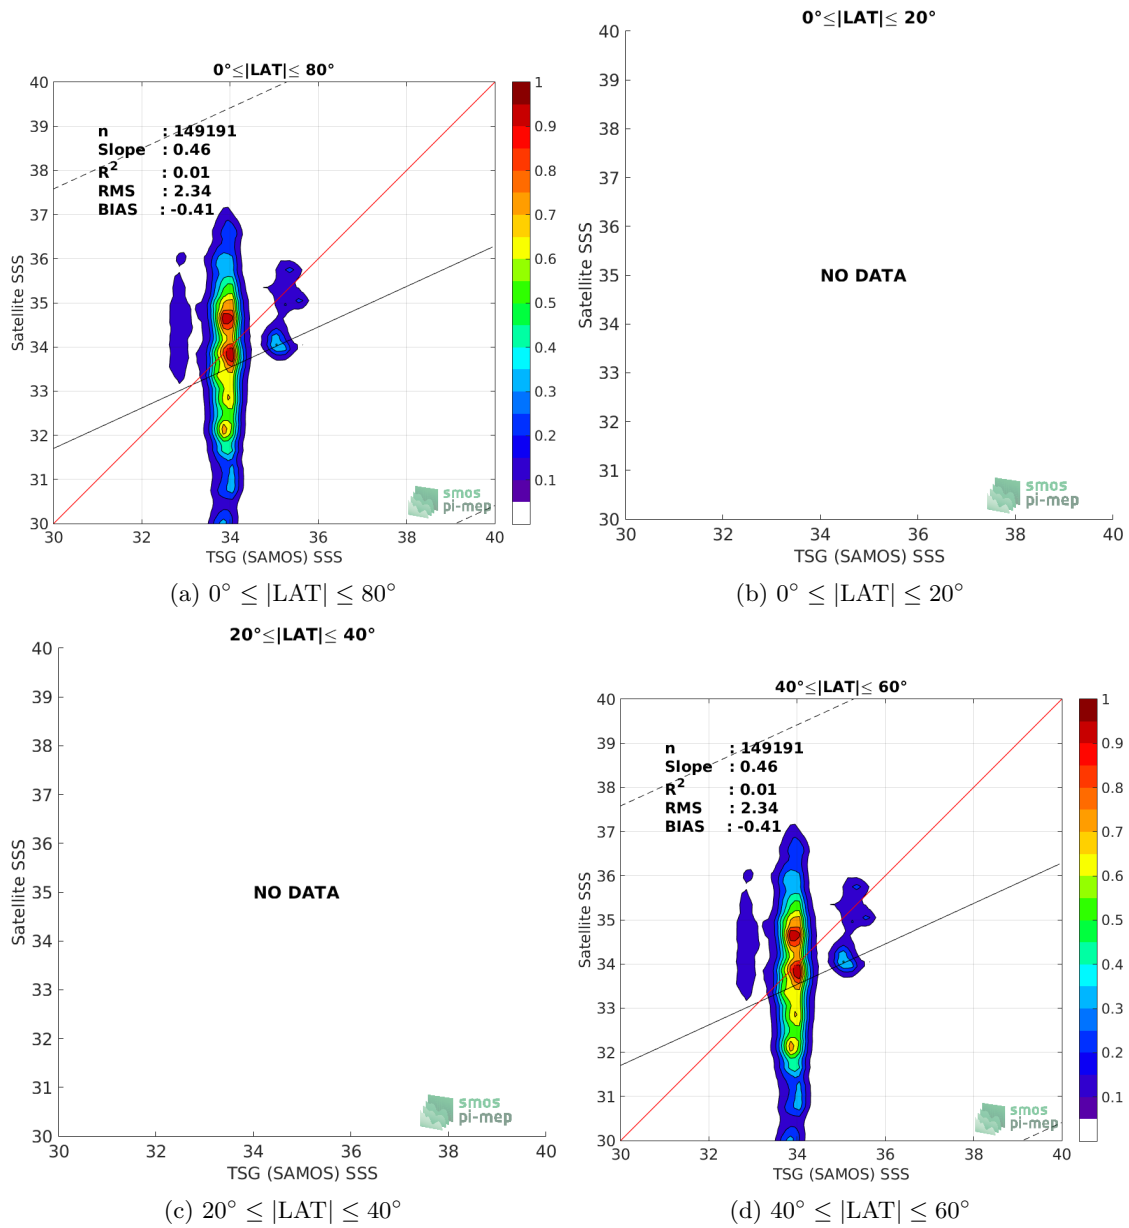 0°≤|LAT|≤ 80°
40
39
38
37
36
35
34
33
32
31
30
Satellite SSS
n : 149191
Slope : 0.46
R2 : 0.01
RMS : 2.34
BIAS : -0.41
smos
pi-mep
30 32 34 36 38 40
TSG (SAMOS) SSS
1
0.9
0.8
0.7
0.6
0.5
0.4
0.3
0.2
0.1
(a) 0° ≤ |LAT| ≤ 80°
0°≤|LAT|≤ 20°
40
39
38
37
36
35
34
33
32
31
30
Satellite SSS
NO DATA
smos
pi-mep
30 32 34 36 38 40
TSG (SAMOS) SSS
(b) 0° ≤ |LAT| ≤ 20°
20°≤|LAT|≤ 40°
40
39
38
37
36
35
34
33
32
31
30
Satellite SSS
NO DATA
smos
pi-mep
30 32 34 36 38 40
TSG (SAMOS) SSS
(c) 20° ≤ |LAT| ≤ 40°
40°≤|LAT|≤ 60°
40
39
38
37
36
35
34
33
32
31
30
Satellite SSS
n : 149191
Slope : 0.46
R2 : 0.01
RMS : 2.34
BIAS : -0.41
smos
pi-mep
30 32 34 36 38 40
TSG (SAMOS) SSS
1
0.9
0.8
0.7
0.6
0.5
0.4
0.3
0.2
0.1
(d) 40° ≤ |LAT| ≤ 60°